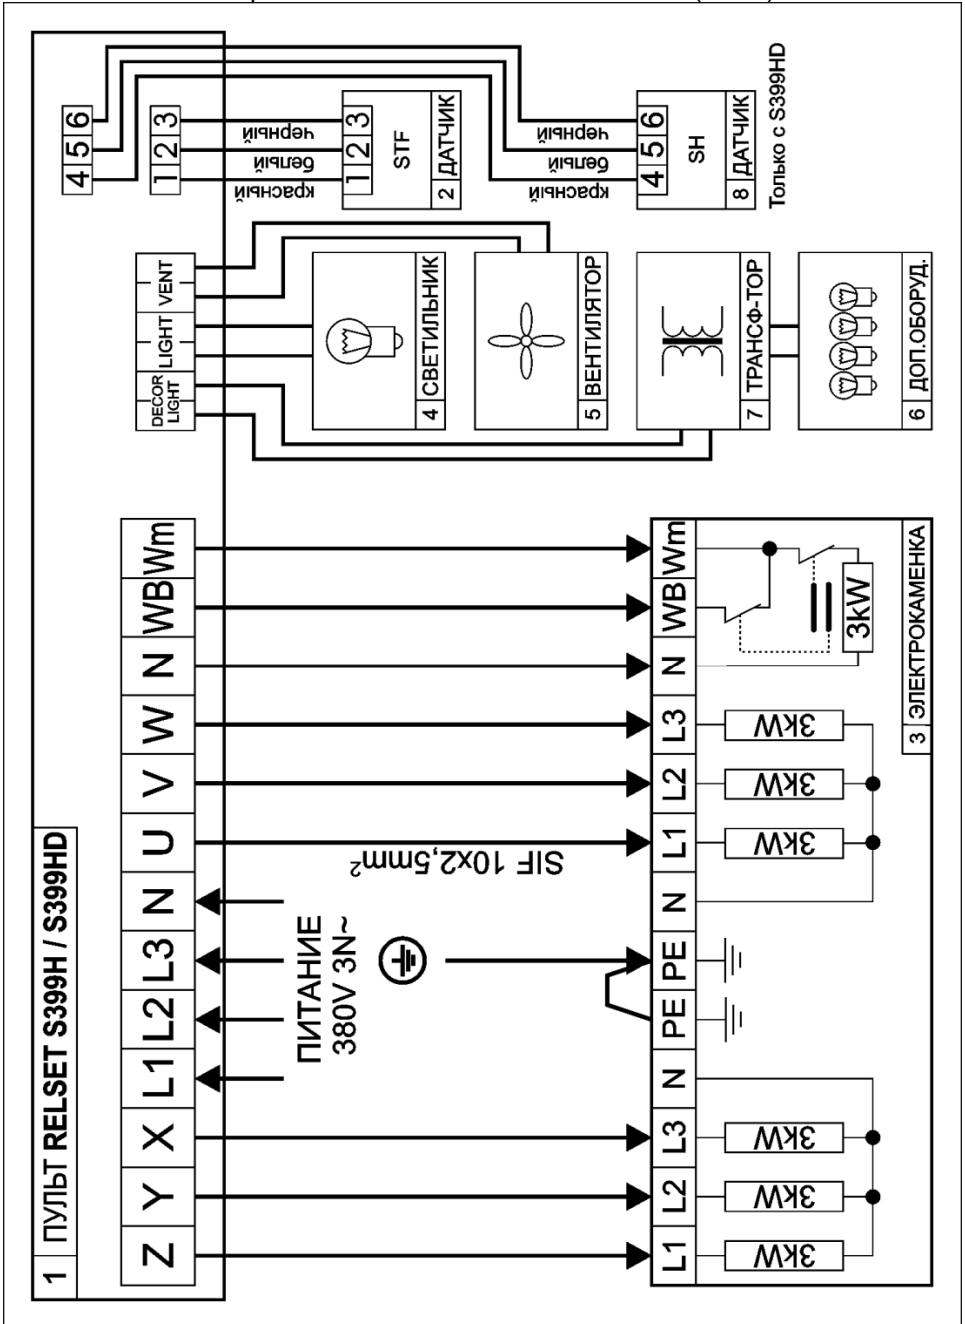 1 ПУЛЬТ RELSET S399H / S399HD
Z Y X L1 L2 L3 N U V W N WB Wm
DECOR
LIGHT
LIGHT
VENT
1 2 3
4 5 6
ПИТАНИЕ
380V 3N~
SIF 10x2,5mm²
красный
белый
черный
1 2 3
STF
2 ДАТЧИК
4 СВЕТИЛЬНИК
5 ВЕНТИЛЯТОР
7 ТРАНСФ-ТОР
6 ДОП.ОБОРУД.
красный
белый
черный
4 5 6
SH
8 ДАТЧИК
Только с S399HD
L1 L2 L3 N PE PE N L1 L2 L3 N WB Wm
3kW
3kW
3kW
3kW
3kW
3kW
3kW
3 ЭЛЕКТРОКАМЕНКА